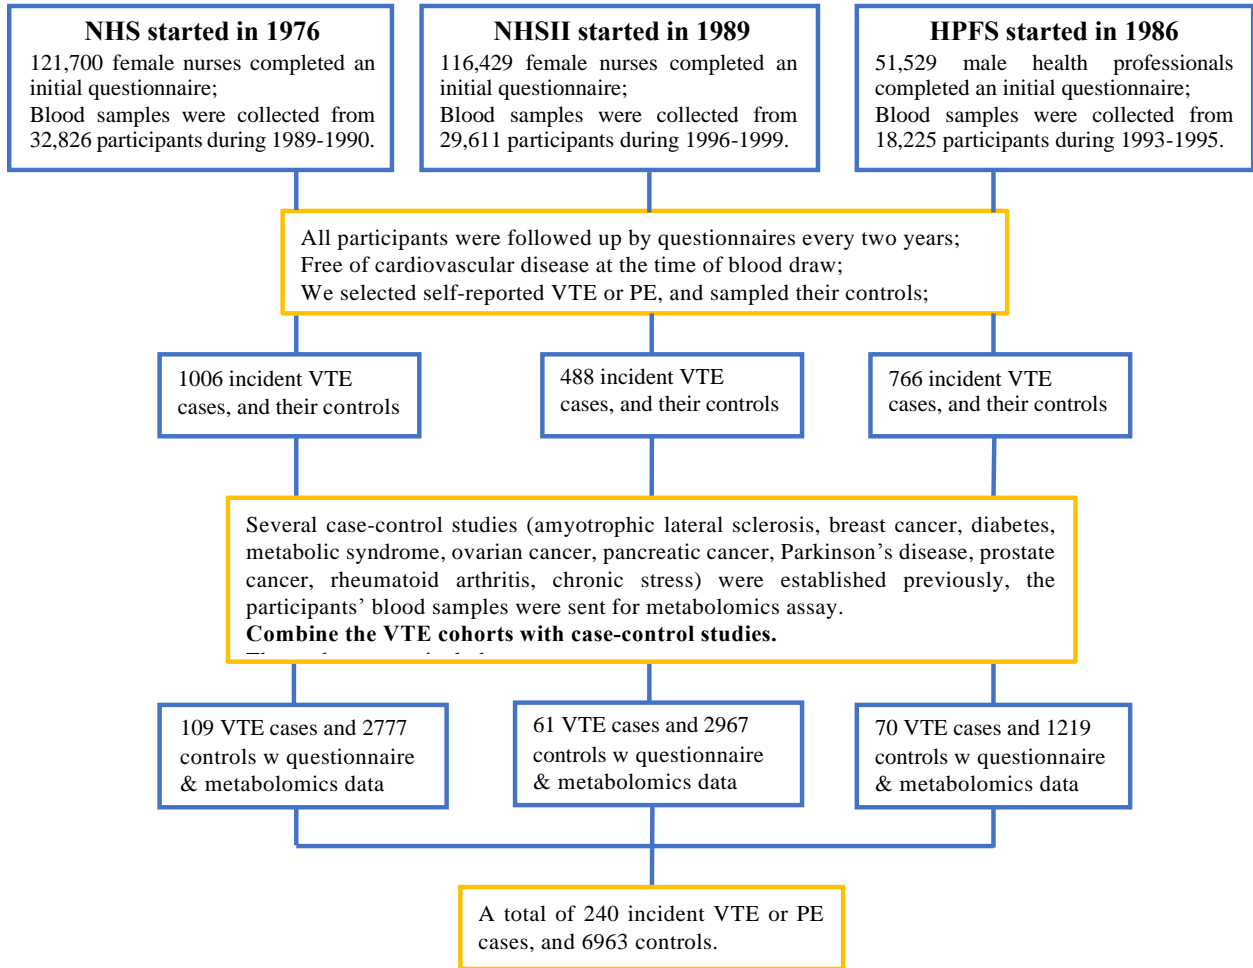 NHS started in 1976
121,700 female nurses completed an
initial questionnaire;
Blood samples were collected from
32,826 participants during 1989-1990.
NHSII started in 1989
116,429 female nurses completed an
initial questionnaire;
Blood samples were collected from
29,611 participants during 1996-1999.
HPFS started in 1986
51,529 male health professionals
completed an initial questionnaire;
Blood samples were collected from
18,225 participants during 1993-1995.
All participants were followed up by questionnaires every two years;
Free of cardiovascular disease at the time of blood draw;
We selected self-reported VTE or PE, and sampled their controls;
1006 incident VTE
cases, and their controls
488 incident VTE
cases, and their controls
766 incident VTE
cases, and their controls
Several case-control studies (amyotrophic lateral sclerosis, breast cancer, diabetes,
metabolic syndrome, ovarian cancer, pancreatic cancer, Parkinson’s disease, prostate
cancer, rheumatoid arthritis, chronic stress) were established previously, the
participants’ blood samples were sent for metabolomics assay.
Combine the VTE cohorts with case-control studies.
109 VTE cases and 2777
controls w questionnaire
& metabolomics data
61 VTE cases and 2967
controls w questionnaire
& metabolomics data
70 VTE cases and 1219
controls w questionnaire
& metabolomics data
A total of 240 incident VTE or PE
cases, and 6963 controls.